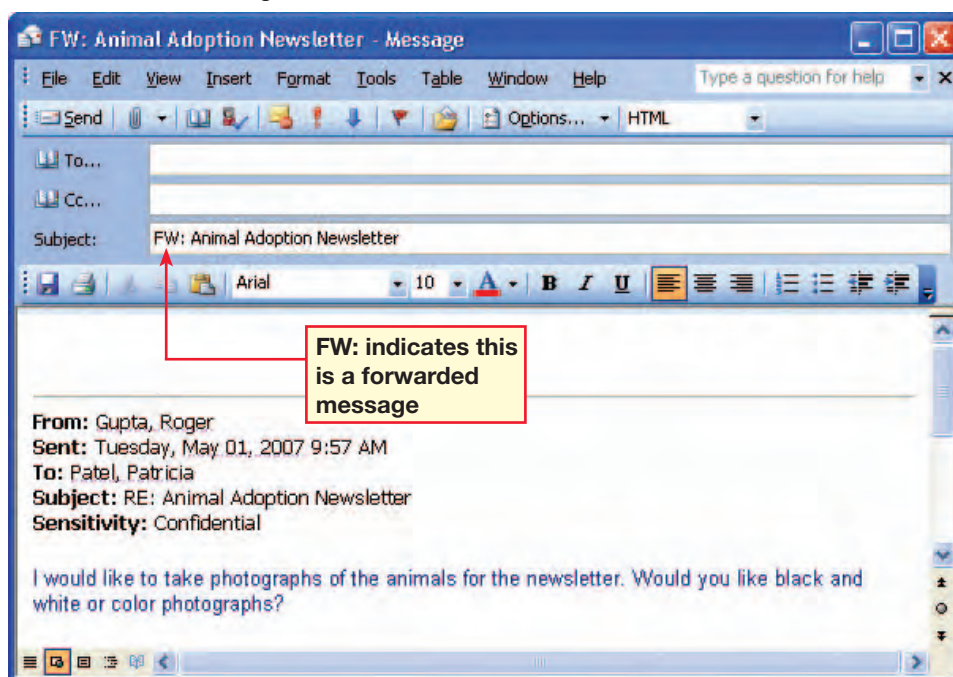 FW: Animal Adoption Newsletter - Message
File Edit View Insert Format Tools Table Window Help Type a question for help
Send Options... HTML
To...
Cc...
Subject: FW: Animal Adoption Newsletter
Arial 10 A B I U
FW: indicates this
is a forwarded
message
From: Gupta, Roger
Sent: Tuesday, May 01, 2007 9:57 AM
To: Patel, Patricia
Subject: RE: Animal Adoption Newsletter
Sensitivity: Confidential
I would like to take photographs of the animals for the newsletter. Would you like black and
white or color photographs?